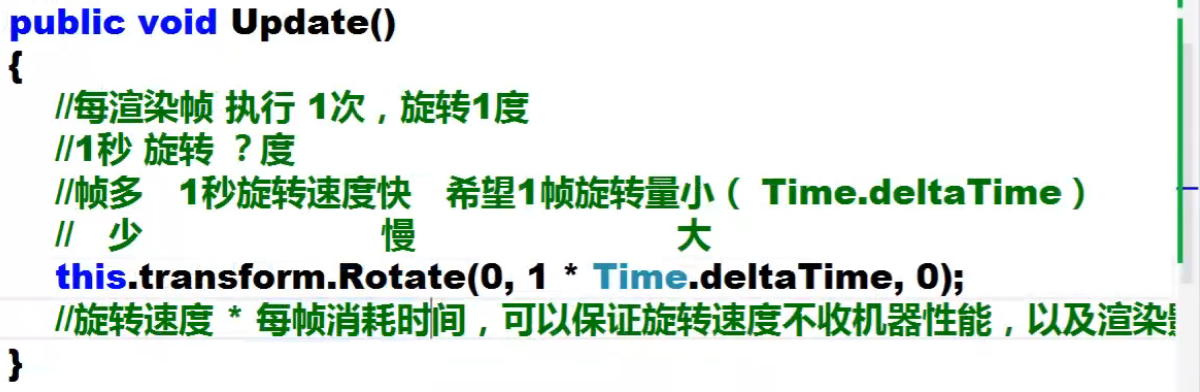 public void Update()
{
//每渲染帧 执行 1次，旋转1度
//1秒 旋转 ？度
//帧多 1秒旋转速度快 希望1帧旋转量小（ Time.deltaTime）
// 少 慢 大
this.transform.Rotate(0, 1 * Time.deltaTime, 0);
//旋转速度 * 每帧消耗时间，可以保证旋转速度不收机器性能，以及渲染
}